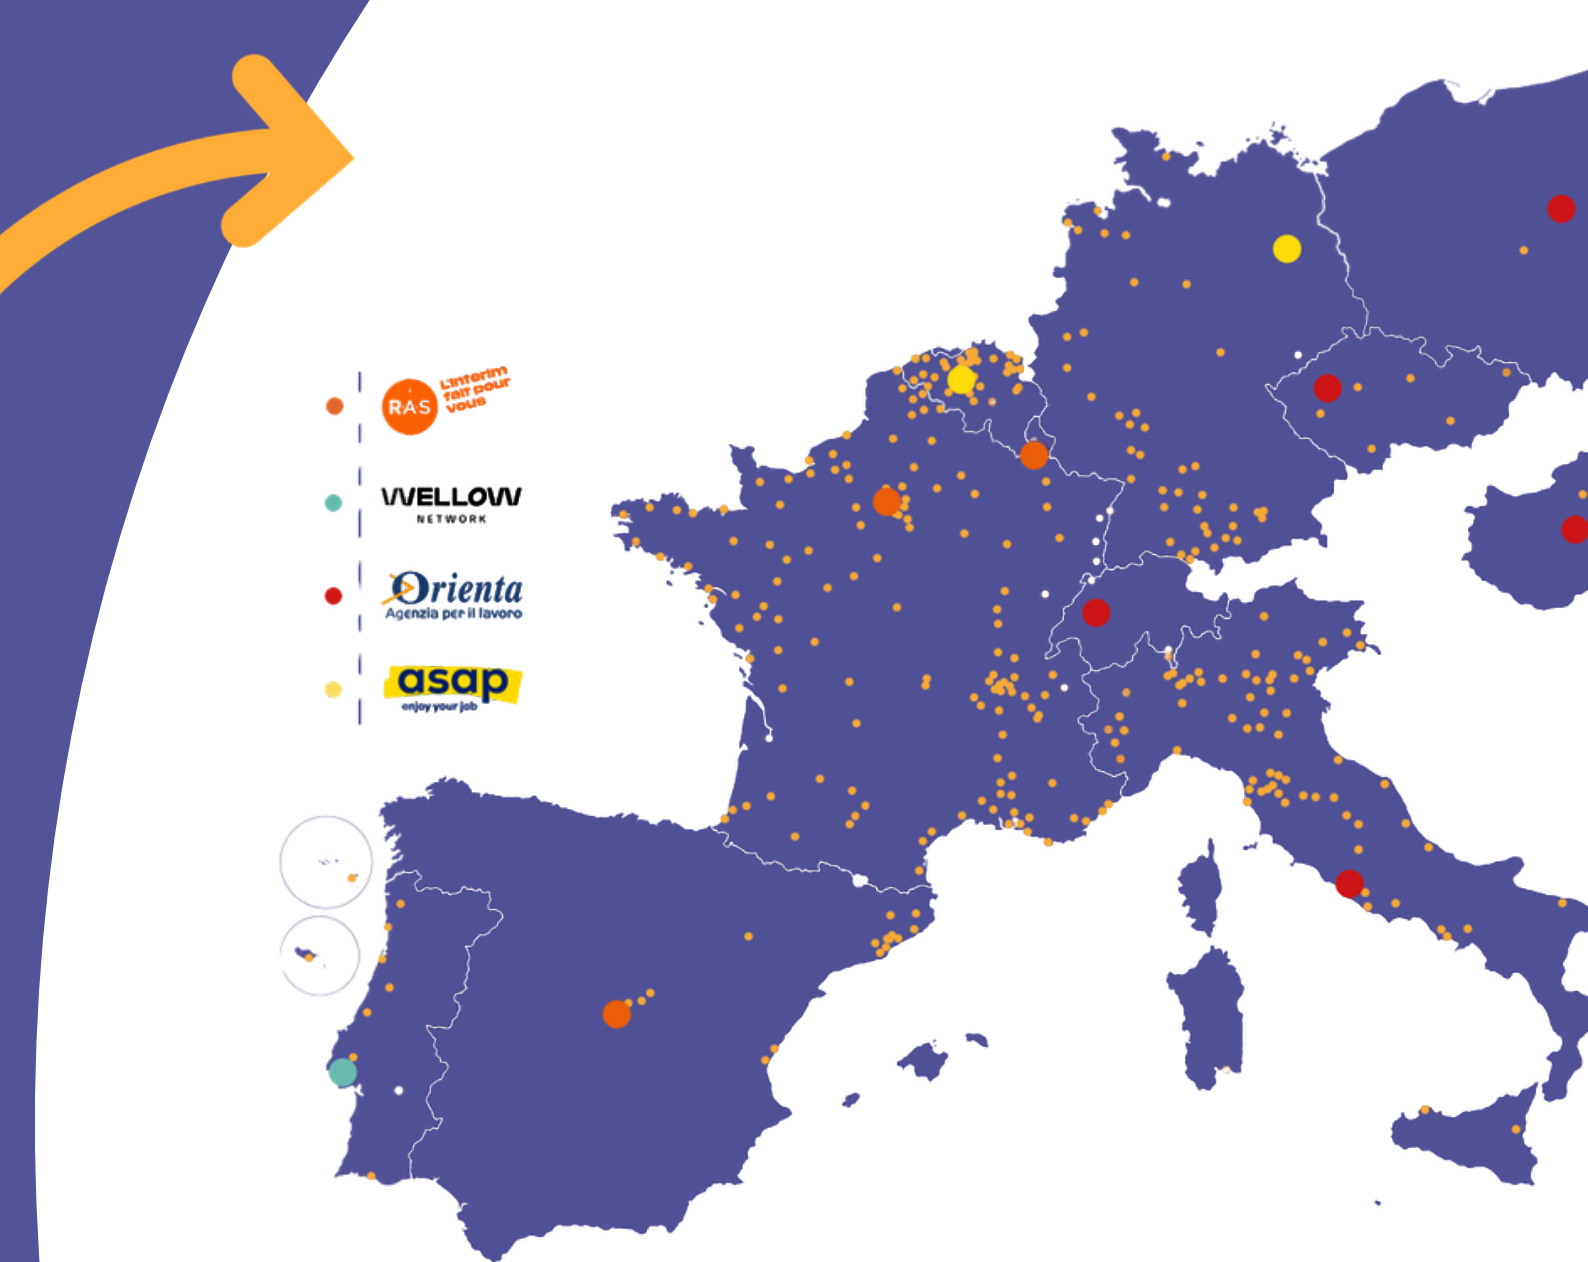 RAS
L'interim
fait pour
vous
WELLOW
NETWORK
Orienta
Agenzia per il lavoro
asap
enjoy your job